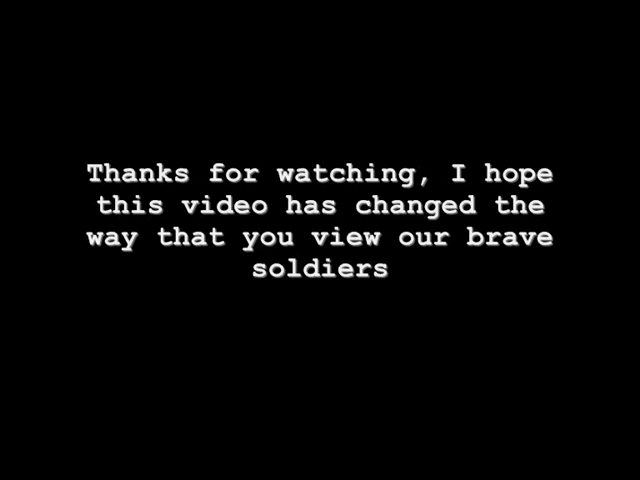 Thanks for watching, I hope
this video has changed the
way that you view our brave
soldiers